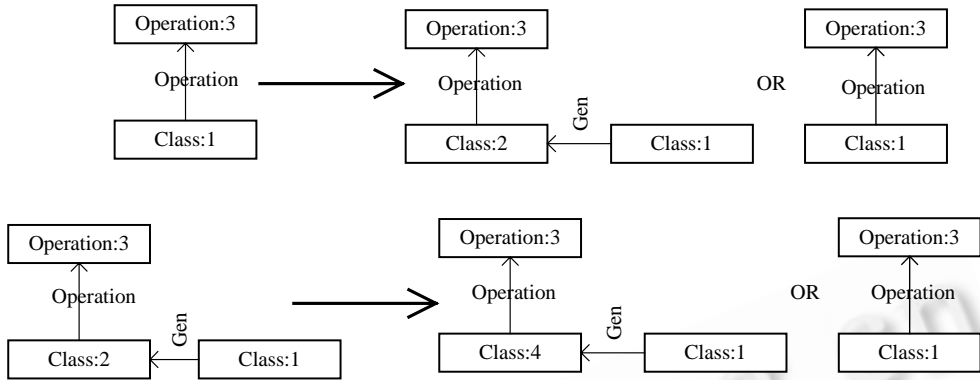 Operation:3
Operation:3
Operation:3
Operation
Operation
OR
Operation
Gen
Class:1
Class:2
Class:1
Class:1
Operation:3
Operation:3
Operation:3
Operation
Operation
OR
Operation
Gen
Gen
Class:2
Class:1
Class:4
Class:1
Class:1